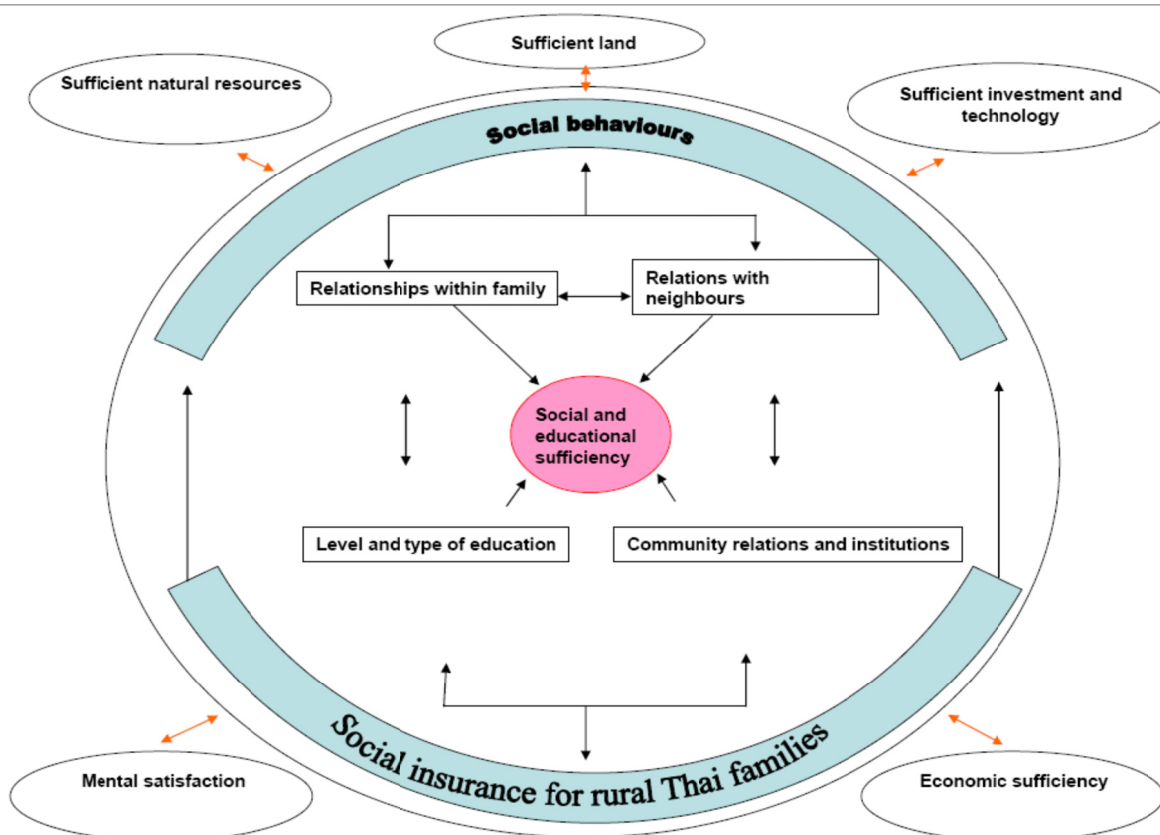 Sufficient land
Sufficient natural resources
Sufficient investment and
technology
Social behaviours
Relationships within family
Relations with
neighbours
Social and
educational
sufficiency
Level and type of education
Community relations and institutions
Social insurance for rural Thai families
Mental satisfaction
Economic sufficiency